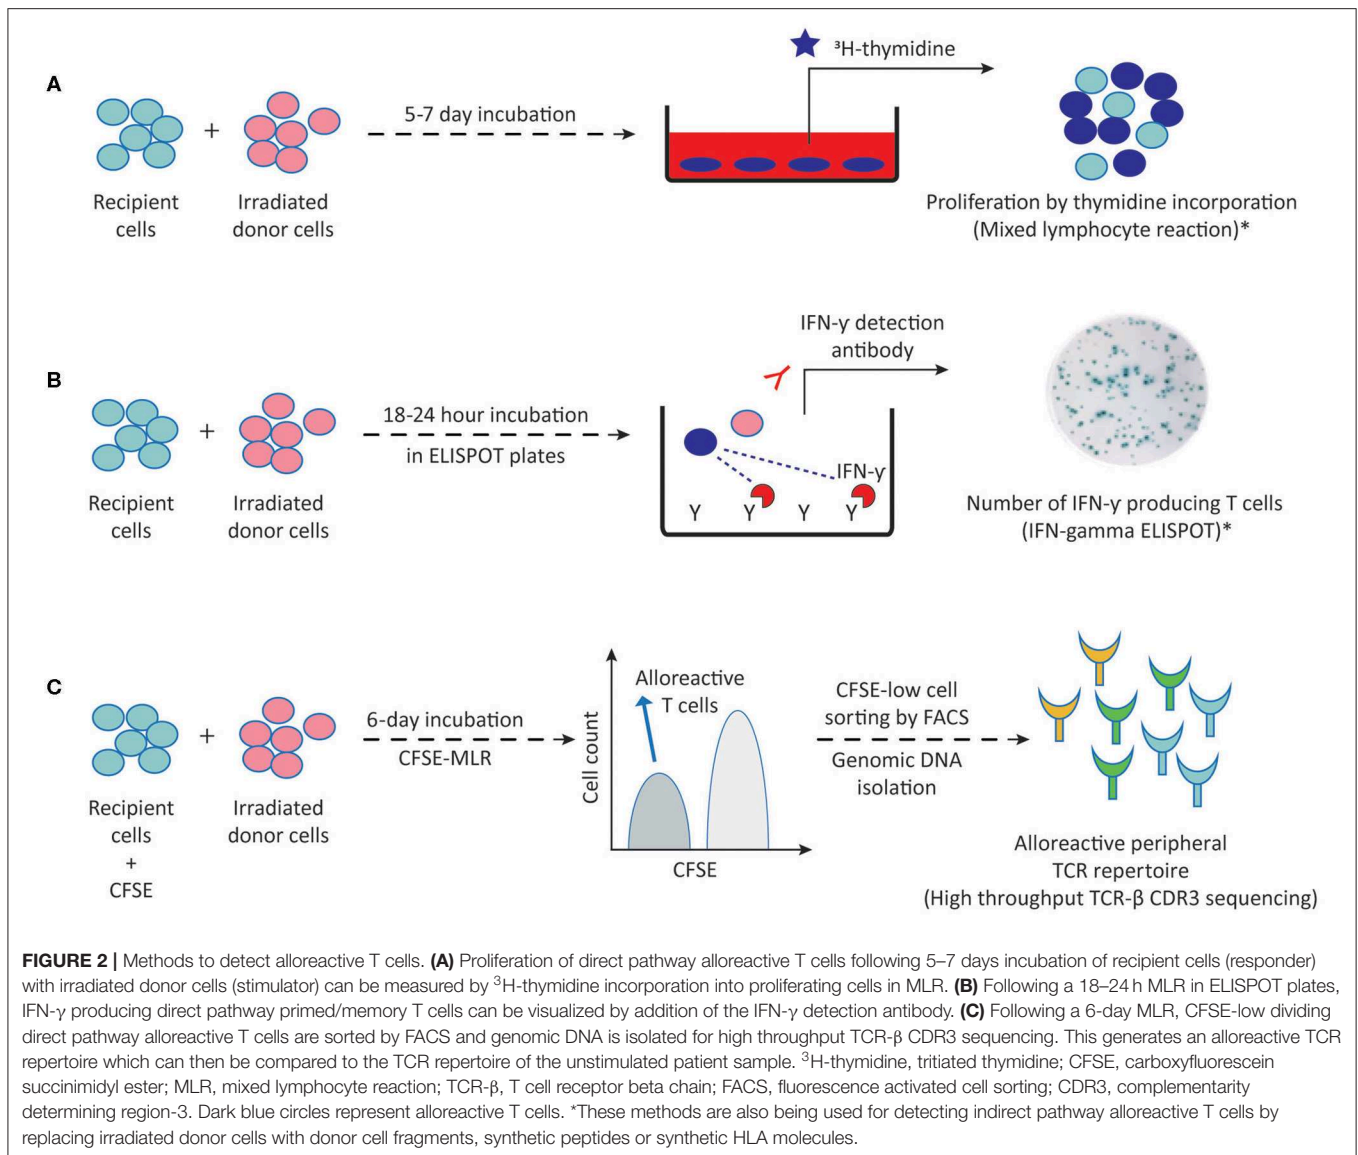 A
³H-thymidine
5-7 day incubation
+
Recipient
cells
Irradiated
donor cells
Proliferation by thymidine incorporation
(Mixed lymphocyte reaction)*
B
IFN-γ detection
antibody
18-24 hour incubation
in ELISPOT plates
+
IFN-γ
Y Y Y Y
Recipient
cells
Irradiated
donor cells
Number of IFN-γ producing T cells
(IFN-gamma ELISPOT)*
C
Alloreactive
T cells
6-day incubation
CFSE-MLR
+
Cell count
CFSE
CFSE-low cell
sorting by FACS
Genomic DNA
isolation
Recipient
cells
+
CFSE
Irradiated
donor cells
Alloreactive peripheral
TCR repertoire
(High throughput TCR-β CDR3 sequencing)
FIGURE 2 | Methods to detect alloreactive T cells. (A) Proliferation of direct pathway alloreactive T cells following 5–7 days incubation of recipient cells (responder)
with irradiated donor cells (stimulator) can be measured by ³H-thymidine incorporation into proliferating cells in MLR. (B) Following a 18–24 h MLR in ELISPOT plates,
IFN-γ producing direct pathway primed/memory T cells can be visualized by addition of the IFN-γ detection antibody. (C) Following a 6-day MLR, CFSE-low dividing
direct pathway alloreactive T cells are sorted by FACS and genomic DNA is isolated for high throughput TCR-β CDR3 sequencing. This generates an alloreactive TCR
repertoire which can then be compared to the TCR repertoire of the unstimulated patient sample. ³H-thymidine, tritiated thymidine; CFSE, carboxyfluorescein
succinimidyl ester; MLR, mixed lymphocyte reaction; TCR-β, T cell receptor beta chain; FACS, fluorescence activated cell sorting; CDR3, complementarity
determining region-3. Dark blue circles represent alloreactive T cells. *These methods are also being used for detecting indirect pathway alloreactive T cells by
replacing irradiated donor cells with donor cell fragments, synthetic peptides or synthetic HLA molecules.